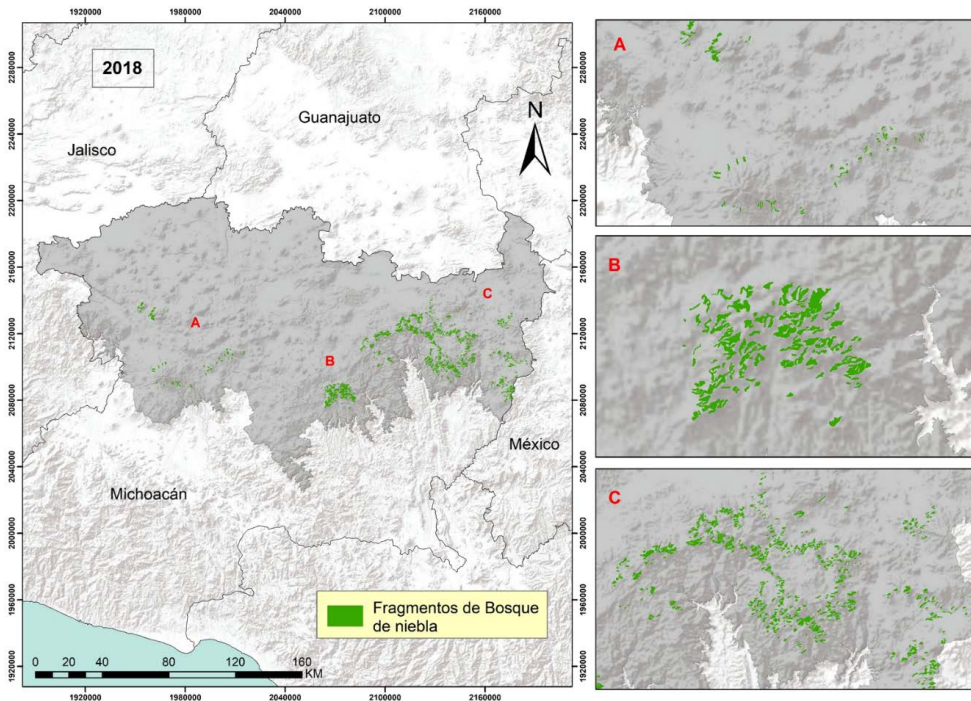 1920000 1980000 2040000 2100000 2160000
2018
Guanajuato
N
Jalisco
A
B
C
México
Michoacán
Fragmentos de Bosque
de niebla
0 10 20 40 80 120 160
KM
2280000
2240000
2200000
2160000
2120000
2080000
2040000
2000000
1960000
1920000
2280000
2240000
2200000
2160000
2120000
2080000
2040000
2000000
1960000
1920000
1920000 1980000 2040000 2100000 2160000
A
B
C